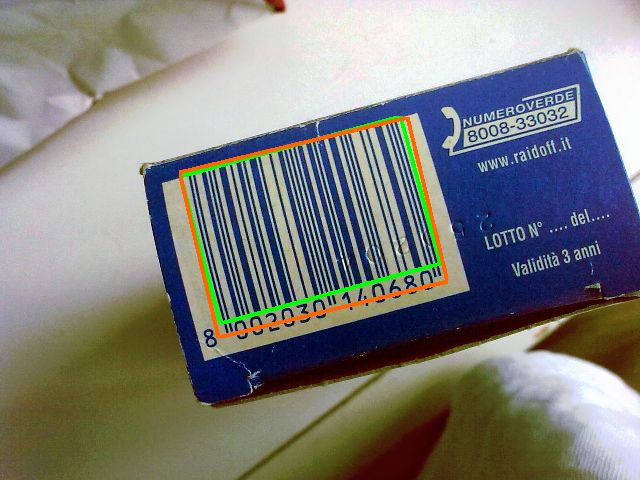 NUMEROVERDE
8008-33032
www.raidoff.it
LOTTO N° .... del....
Validità 3 anni
8 "002030"140680"